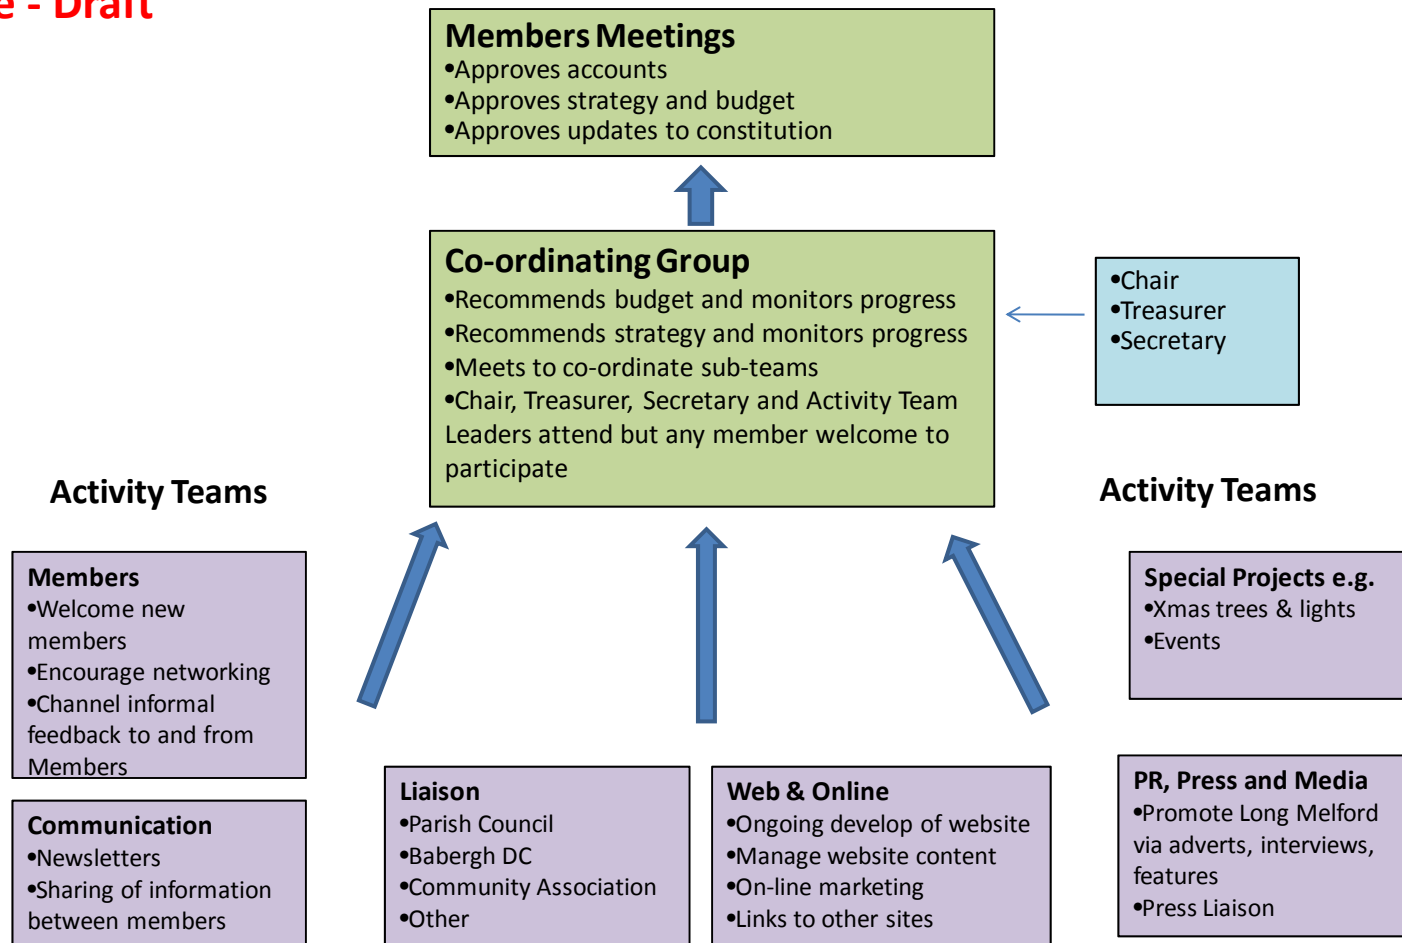 e - Draft
Members Meetings
•Approves accounts
•Approves strategy and budget
•Approves updates to constitution
Co-ordinating Group
•Recommends budget and monitors progress
•Recommends strategy and monitors progress
•Meets to co-ordinate sub-teams
•Chair, Treasurer, Secretary and Activity Team
Leaders attend but any member welcome to
participate
•Chair
•Treasurer
•Secretary
Activity Teams
Activity Teams
Members
•Welcome new
members
•Encourage networking
•Channel informal
feedback to and from
Members
Special Projects e.g.
•Xmas trees & lights
•Events
Communication
•Newsletters
•Sharing of information
between members
Liaison
•Parish Council
•Babergh DC
•Community Association
•Other
Web & Online
•Ongoing develop of website
•Manage website content
•On-line marketing
•Links to other sites
PR, Press and Media
•Promote Long Melford
via adverts, interviews,
features
•Press Liaison